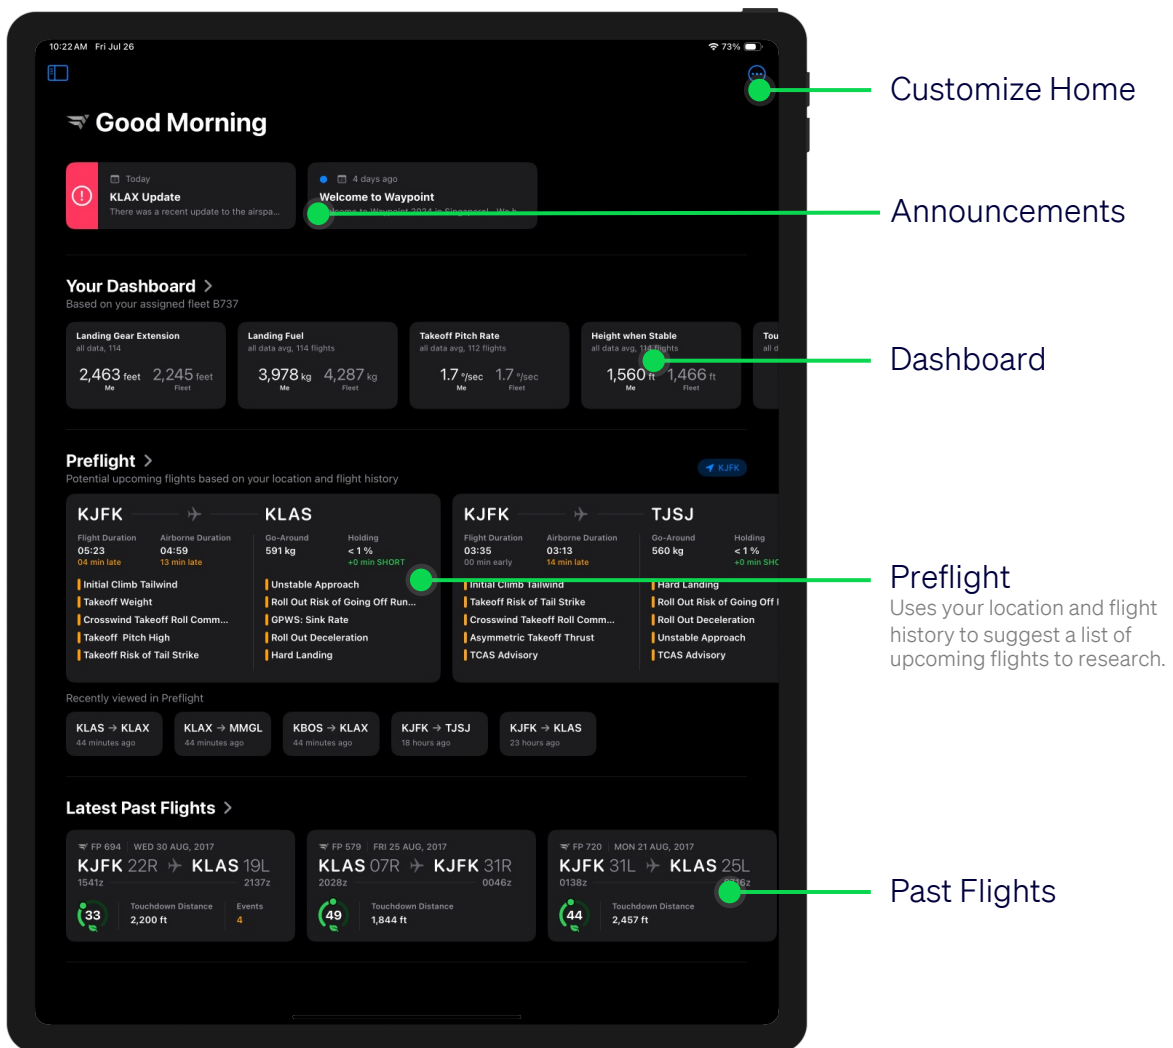 10:22 AM Fri Jul 26
73%
Good Morning
Today
KLAX Update
There was a recent update to the airspa...
4 days ago
Welcome to Waypoint
Welcome to Waypoint 2024 in Singapore!
Your Dashboard >
Based on your assigned fleet B737
Landing Gear Extension
all data, 114
2,463 feet 2,245 feet
Me
Landing Fuel
all data avg, 114 flights
3,978 kg 4,287 kg
Me Fleet
Takeoff Pitch Rate
all data avg, 112 flights
1.7 °/sec 1.7 °/sec
Me Fleet
Height when Stable
all data avg, 114 flights
1,560 ft 1,466 ft
Me Fleet
Tou
all d
Preflight >
Potential upcoming flights based on your location and flight history
KJFK
KJFK KLAS
Flight Duration Airborne Duration Go-Around Holding
05:23 04:59 591 kg < 1 %
04 min late 13 min late +0 min SHORT
Initial Climb Tailwind
Takeoff Weight
Crosswind Takeoff Roll Comm...
Takeoff Pitch High
Takeoff Risk of Tail Strike
Unstable Approach
Roll Out Risk of Going Off Run...
GPWS: Sink Rate
Roll Out Deceleration
Hard Landing
KJFK TJSJ
Flight Duration Airborne Duration Go-Around Holding
03:35 03:13 560 kg < 1 %
00 min early 14 min late +0 min SHC
Initial Climb Tailwind
Takeoff Risk of Tail Strike
Crosswind Takeoff Roll Comm...
Asymmetric Takeoff Thrust
TCAS Advisory
Hard Landing
Roll Out Risk of Going Off
Roll Out Deceleration
Unstable Approach
TCAS Advisory
Recently viewed in Preflight
KLAS → KLAX
44 minutes ago
KLAX → MMGL
44 minutes ago
KBOS → KLAX
44 minutes ago
KJFK → TJSJ
18 hours ago
KJFK → KLAS
23 hours ago
Latest Past Flights >
FP 694 | WED 30 AUG, 2017
KJFK 22R KLAS 19L
1541z 2137z
33
Touchdown Distance Events
2,200 ft 4
FP 579 | FRI 25 AUG, 2017
KLAS 07R KJFK 31R
2028z 0046z
49
Touchdown Distance
1,844 ft
FP 720 | MON 21 AUG, 2017
KJFK 31L KLAS 25L
0138z
44
Touchdown Distance
2,457 ft
Customize Home
Announcements
Dashboard
Preflight
Uses your location and flight
history to suggest a list of
upcoming flights to research.
Past Flights